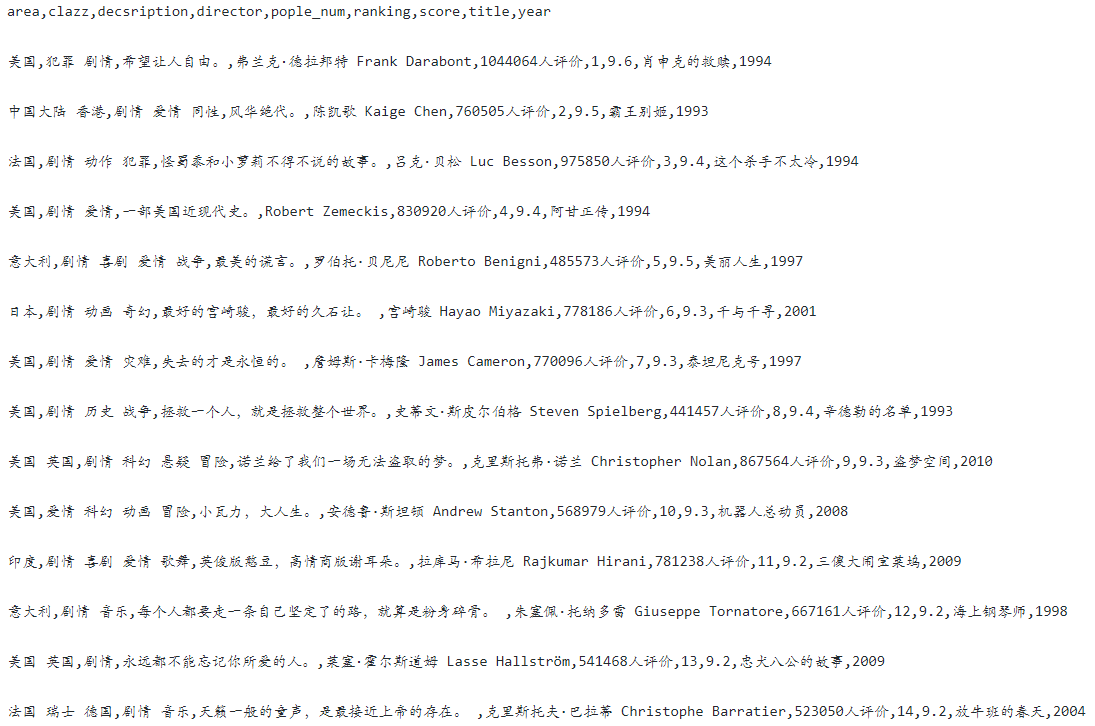 area,clazz,decsription,director,pople_num,ranking,score,title,year
美国,犯罪 剧情,希望让人自由。,弗兰克·德拉邦特 Frank Darabont,1044064人评价,1,9.6,肖申克的救赎,1994
中国大陆 香港,剧情 爱情 同性,风华绝代。,陈凯歌 Kaige Chen,760505人评价,2,9.5,霸王别姬,1993
法国,剧情 动作 犯罪,怪蜀黍和小萝莉不得不说的故事。,吕克·贝松 Luc Besson,975850人评价,3,9.4,这个杀手不太冷,1994
美国,剧情 爱情,一部美国近现代史。,Robert Zemeckis,830920人评价,4,9.4,阿甘正传,1994
意大利,剧情 喜剧 爱情 战争,最美的谎言。,罗伯托·贝尼尼 Roberto Benigni,485573人评价,5,9.5,美丽人生,1997
日本,剧情 动画 奇幻,最好的宫崎骏，最好的久石让。 ,宫崎骏 Hayao Miyazaki,778186人评价,6,9.3,千与千寻,2001
美国,剧情 爱情 灾难,失去的才是永恒的。 ,詹姆斯·卡梅隆 James Cameron,770096人评价,7,9.3,泰坦尼克号,1997
美国,剧情 历史 战争,拯救一个人，就是拯救整个世界。,史蒂文·斯皮尔伯格 Steven Spielberg,441457人评价,8,9.4,辛德勒的名单,1993
美国 英国,剧情 科幻 悬疑 冒险,诺兰给了我们一场无法盗取的梦。,克里斯托弗·诺兰 Christopher Nolan,867564人评价,9,9.3,盗梦空间,2010
美国,爱情 科幻 动画 冒险,小瓦力，大人生。,安德鲁·斯坦顿 Andrew Stanton,568979人评价,10,9.3,机器人总动员,2008
印度,剧情 喜剧 爱情 歌舞,英俊版憨豆，高情商版谢耳朵。,拉库马·希拉尼 Rajkumar Hirani,781238人评价,11,9.2,三傻大闹宝莱坞,2009
意大利,剧情 音乐,每个人都要走一条自己坚定了的路，就算是粉身碎骨。 ,朱塞佩·托纳多雷 Giuseppe Tornatore,667161人评价,12,9.2,海上钢琴师,1998
美国 英国,剧情,永远都不能忘记你所爱的人。,莱塞·霍尔斯道姆 Lasse Hallström,541468人评价,13,9.2,忠犬八公的故事,2009
法国 瑞士 德国,剧情 音乐,天籁一般的童声，是最接近上帝的存在。 ,克里斯托夫·巴拉蒂 Christophe Barratier,523050人评价,14,9.2,放牛班的春天,2004